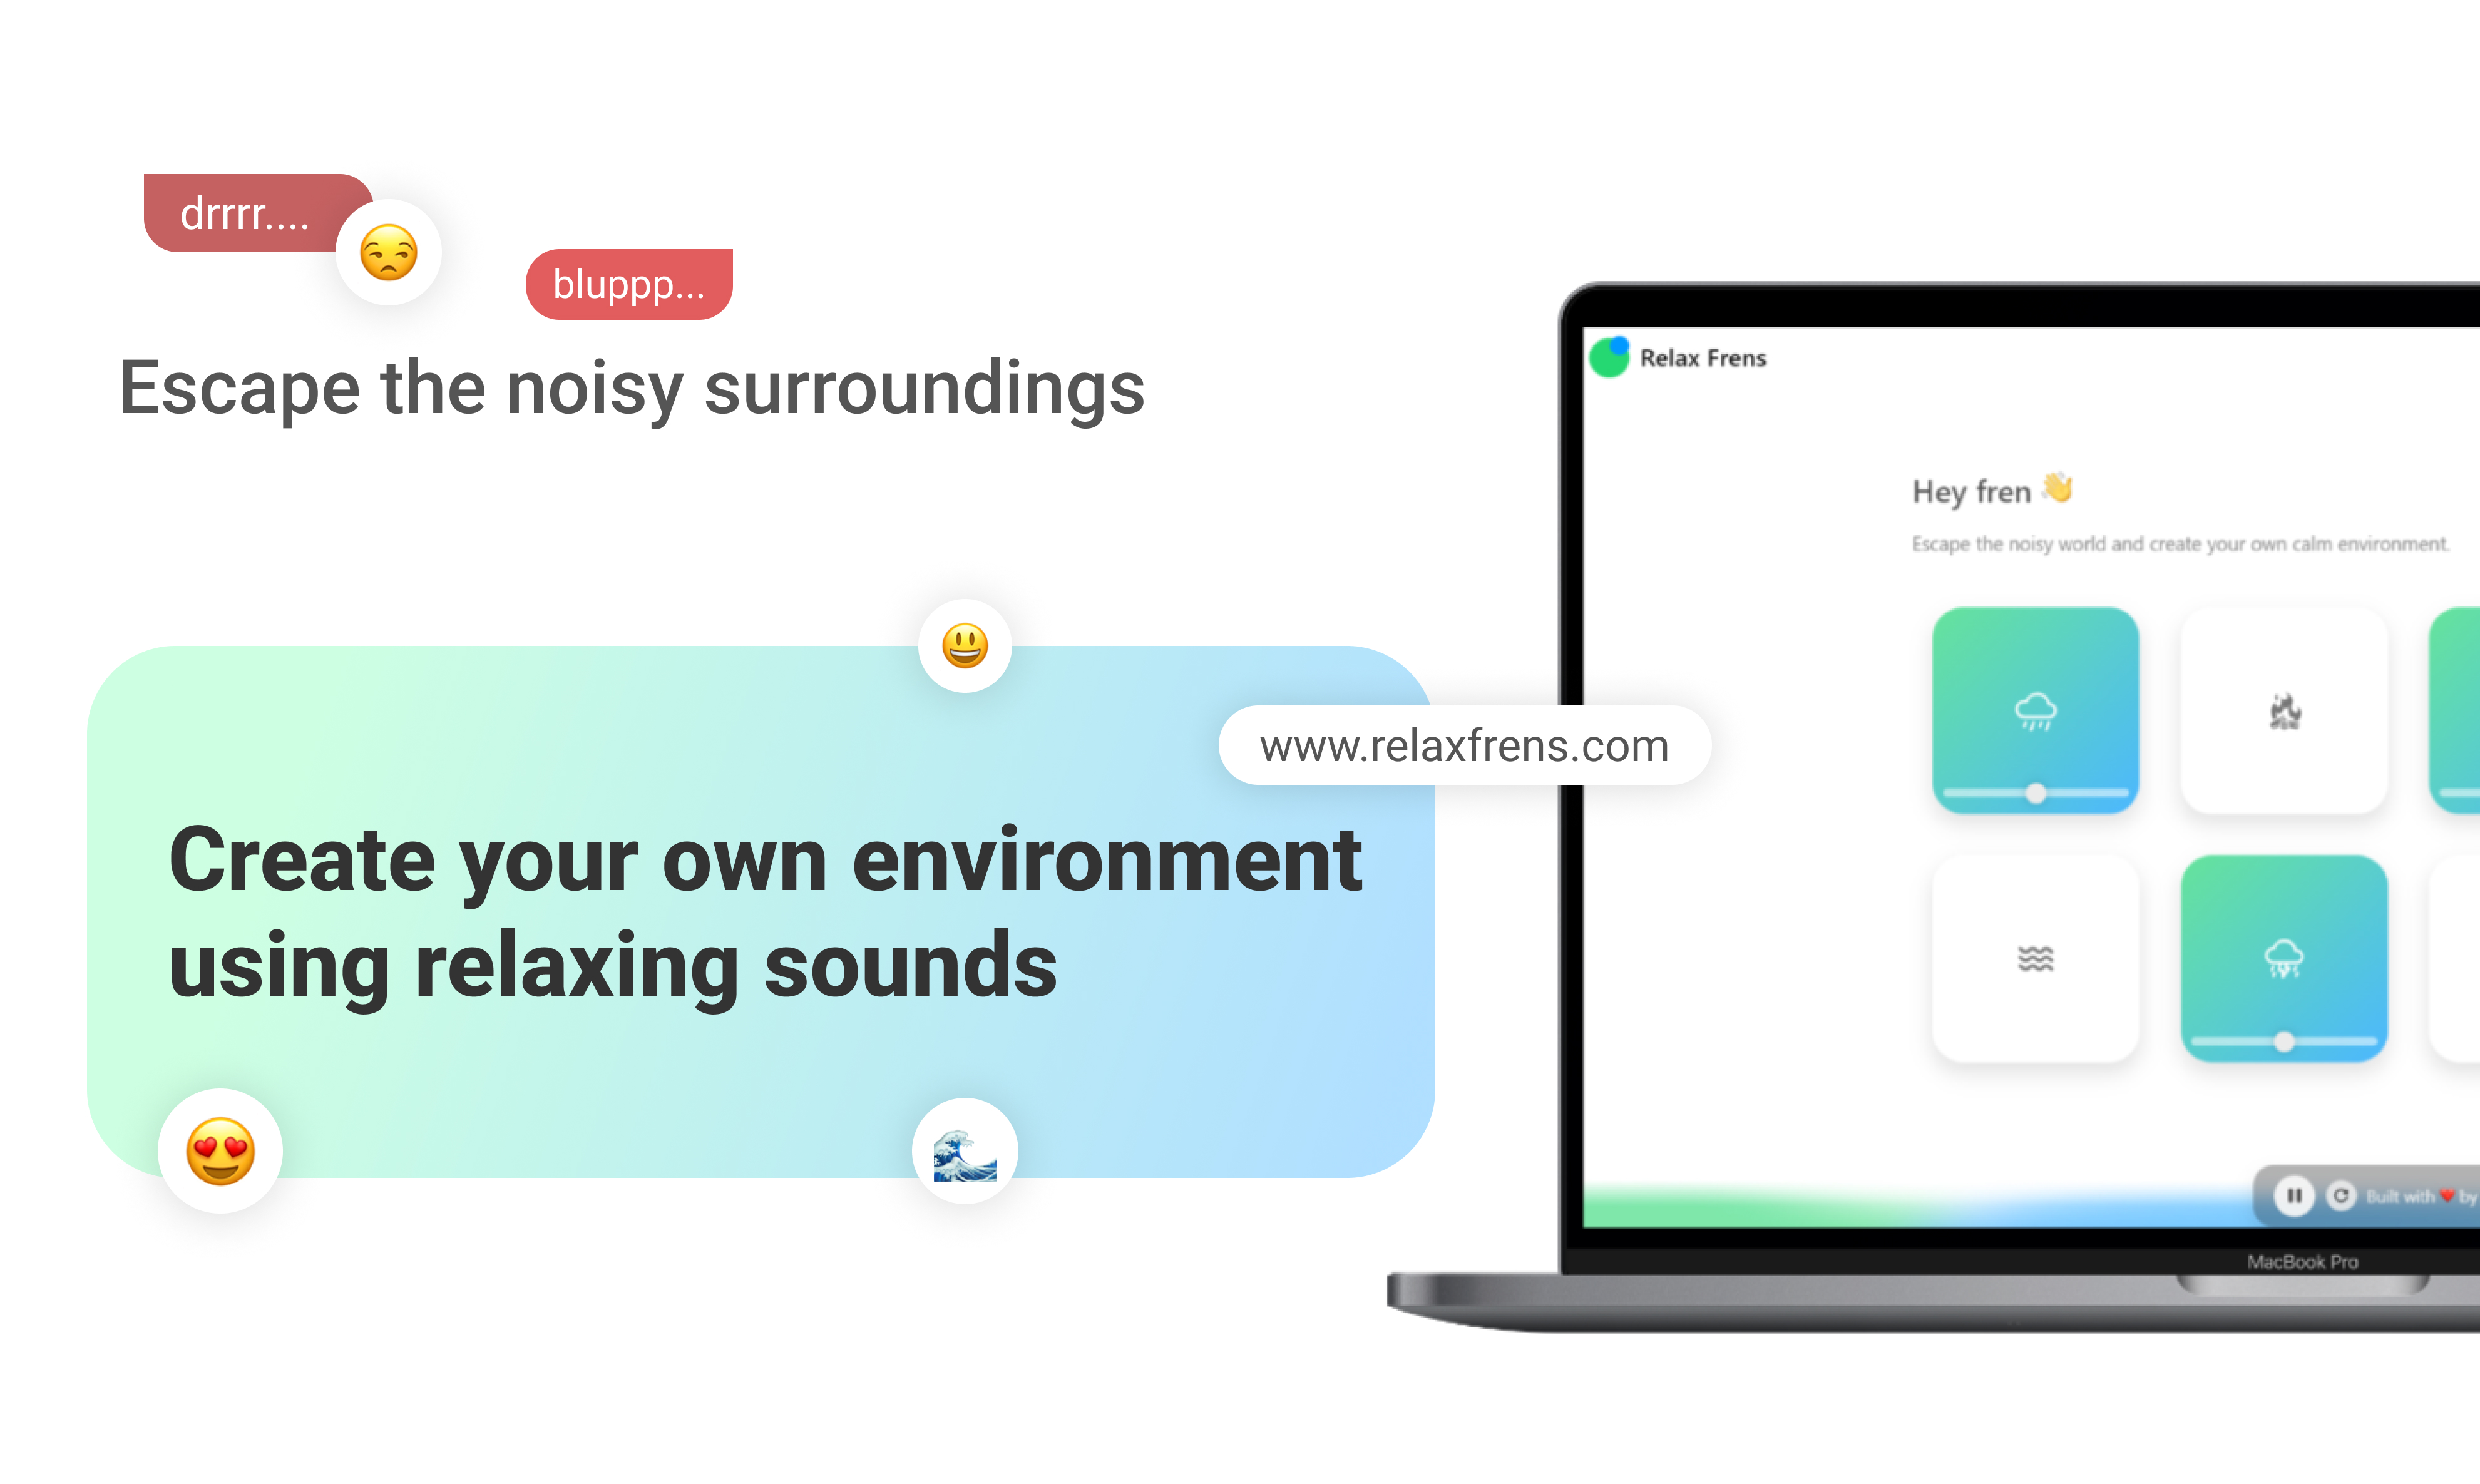 drrrr....
bluppp...
Escape the noisy surroundings
www.relaxfrens.com
Create your own environment
using relaxing sounds
Relax Frens
Hey fren 👋
Escape the noisy world and create your own calm environment.
Built with ❤️ by
MacBook Pro